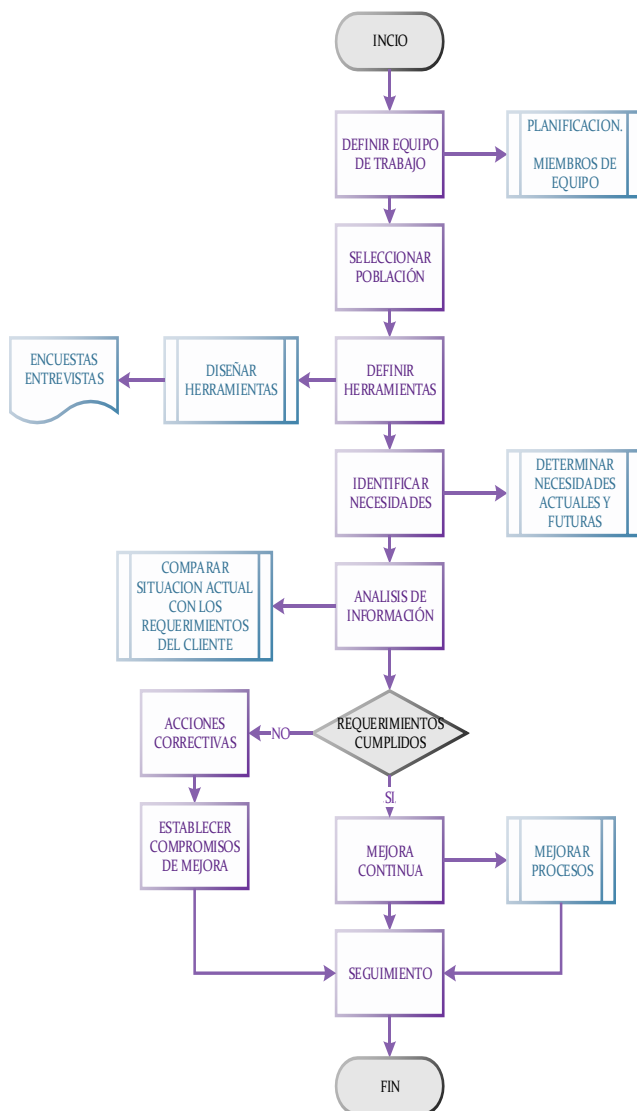 INCIO
DEFINIR EQUIPO
DE TRABAJO
PLANIFICACION.
MIEMBROS DE
EQUIPO
SELECCIONAR
POBLACIÓN
ENCUESTAS
ENTREVISTAS
DISEÑAR
HERRAMIENTAS
DEFINIR
HERRAMIENTAS
IDENTIFICAR
NECESIDADES
DETERMINAR
NECESIDADES
ACTUALES Y
FUTURAS
COMPARAR
SITUACION ACTUAL
CON LOS
REQUERIMIENTOS
DEL CLIENTE
ANALISIS DE
INFORMACIÓN
REQUERIMIENTOS
CUMPLIDOS
NO
ACCIONES
CORRECTIVAS
SI
ESTABLECER
COMPROMISOS
DE MEJORA
MEJORA
CONTINUA
MEJORAR
PROCESOS
SEGUIMIENTO
FIN